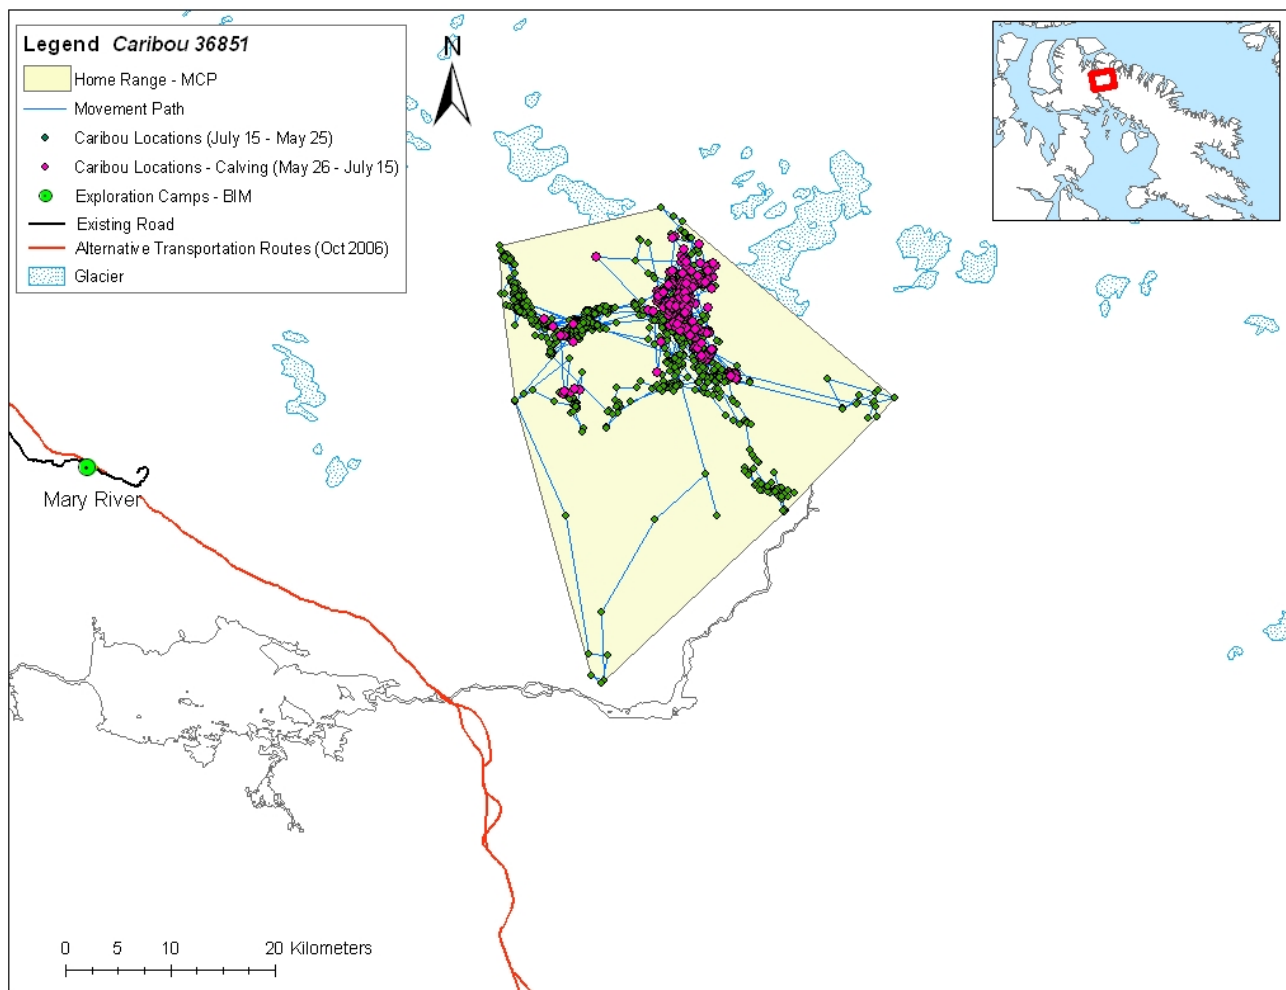 Legend Caribou 36851
Home Range - MCP
Movement Path
Caribou Locations (July 15 - May 25)
Caribou Locations - Calving (May 26 - July 15)
Exploration Camps - BIM
Existing Road
Alternative Transportation Routes (Oct 2006)
Glacier
N
Mary River
0 5 10 20 Kilometers